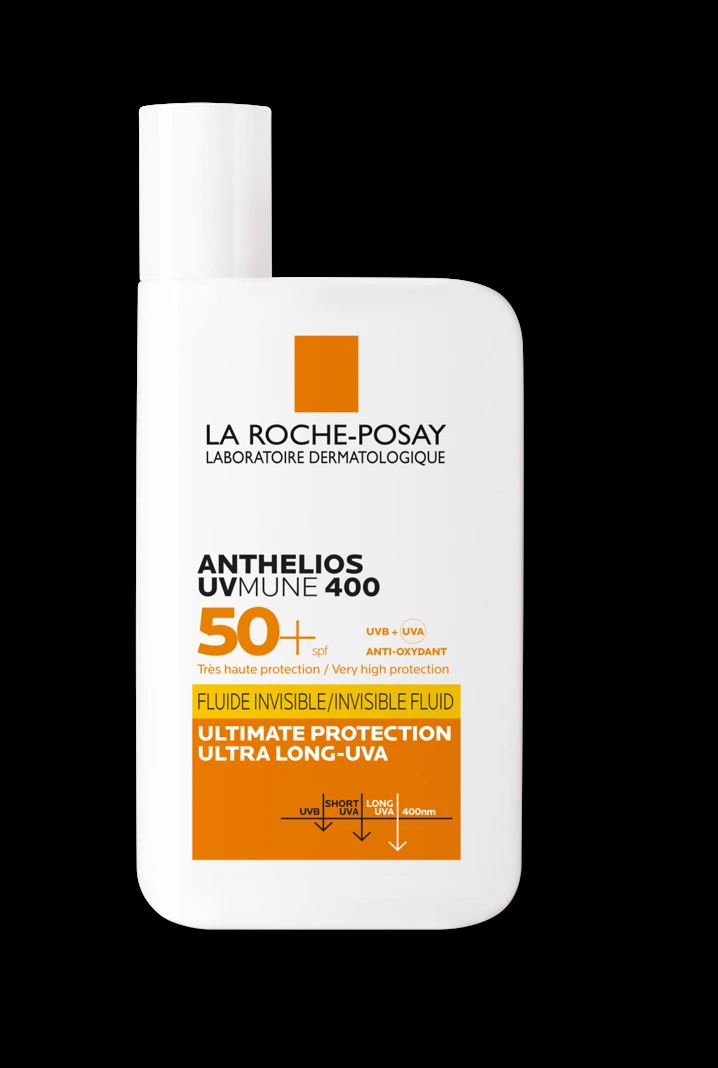 LA ROCHE-POSAY
LABORATOIRE DERMATOLOGIQUE
ANTHELIOS
UVMUNE 400
50+ spf
UVB + UVA
ANTI-OXYDANT
Très haute protection / Very high protection
FLUIDE INVISIBLE/INVISIBLE FLUID
ULTIMATE PROTECTION
ULTRA LONG-UVA
UVB
SHORT
UVA
LONG
UVA
400nm